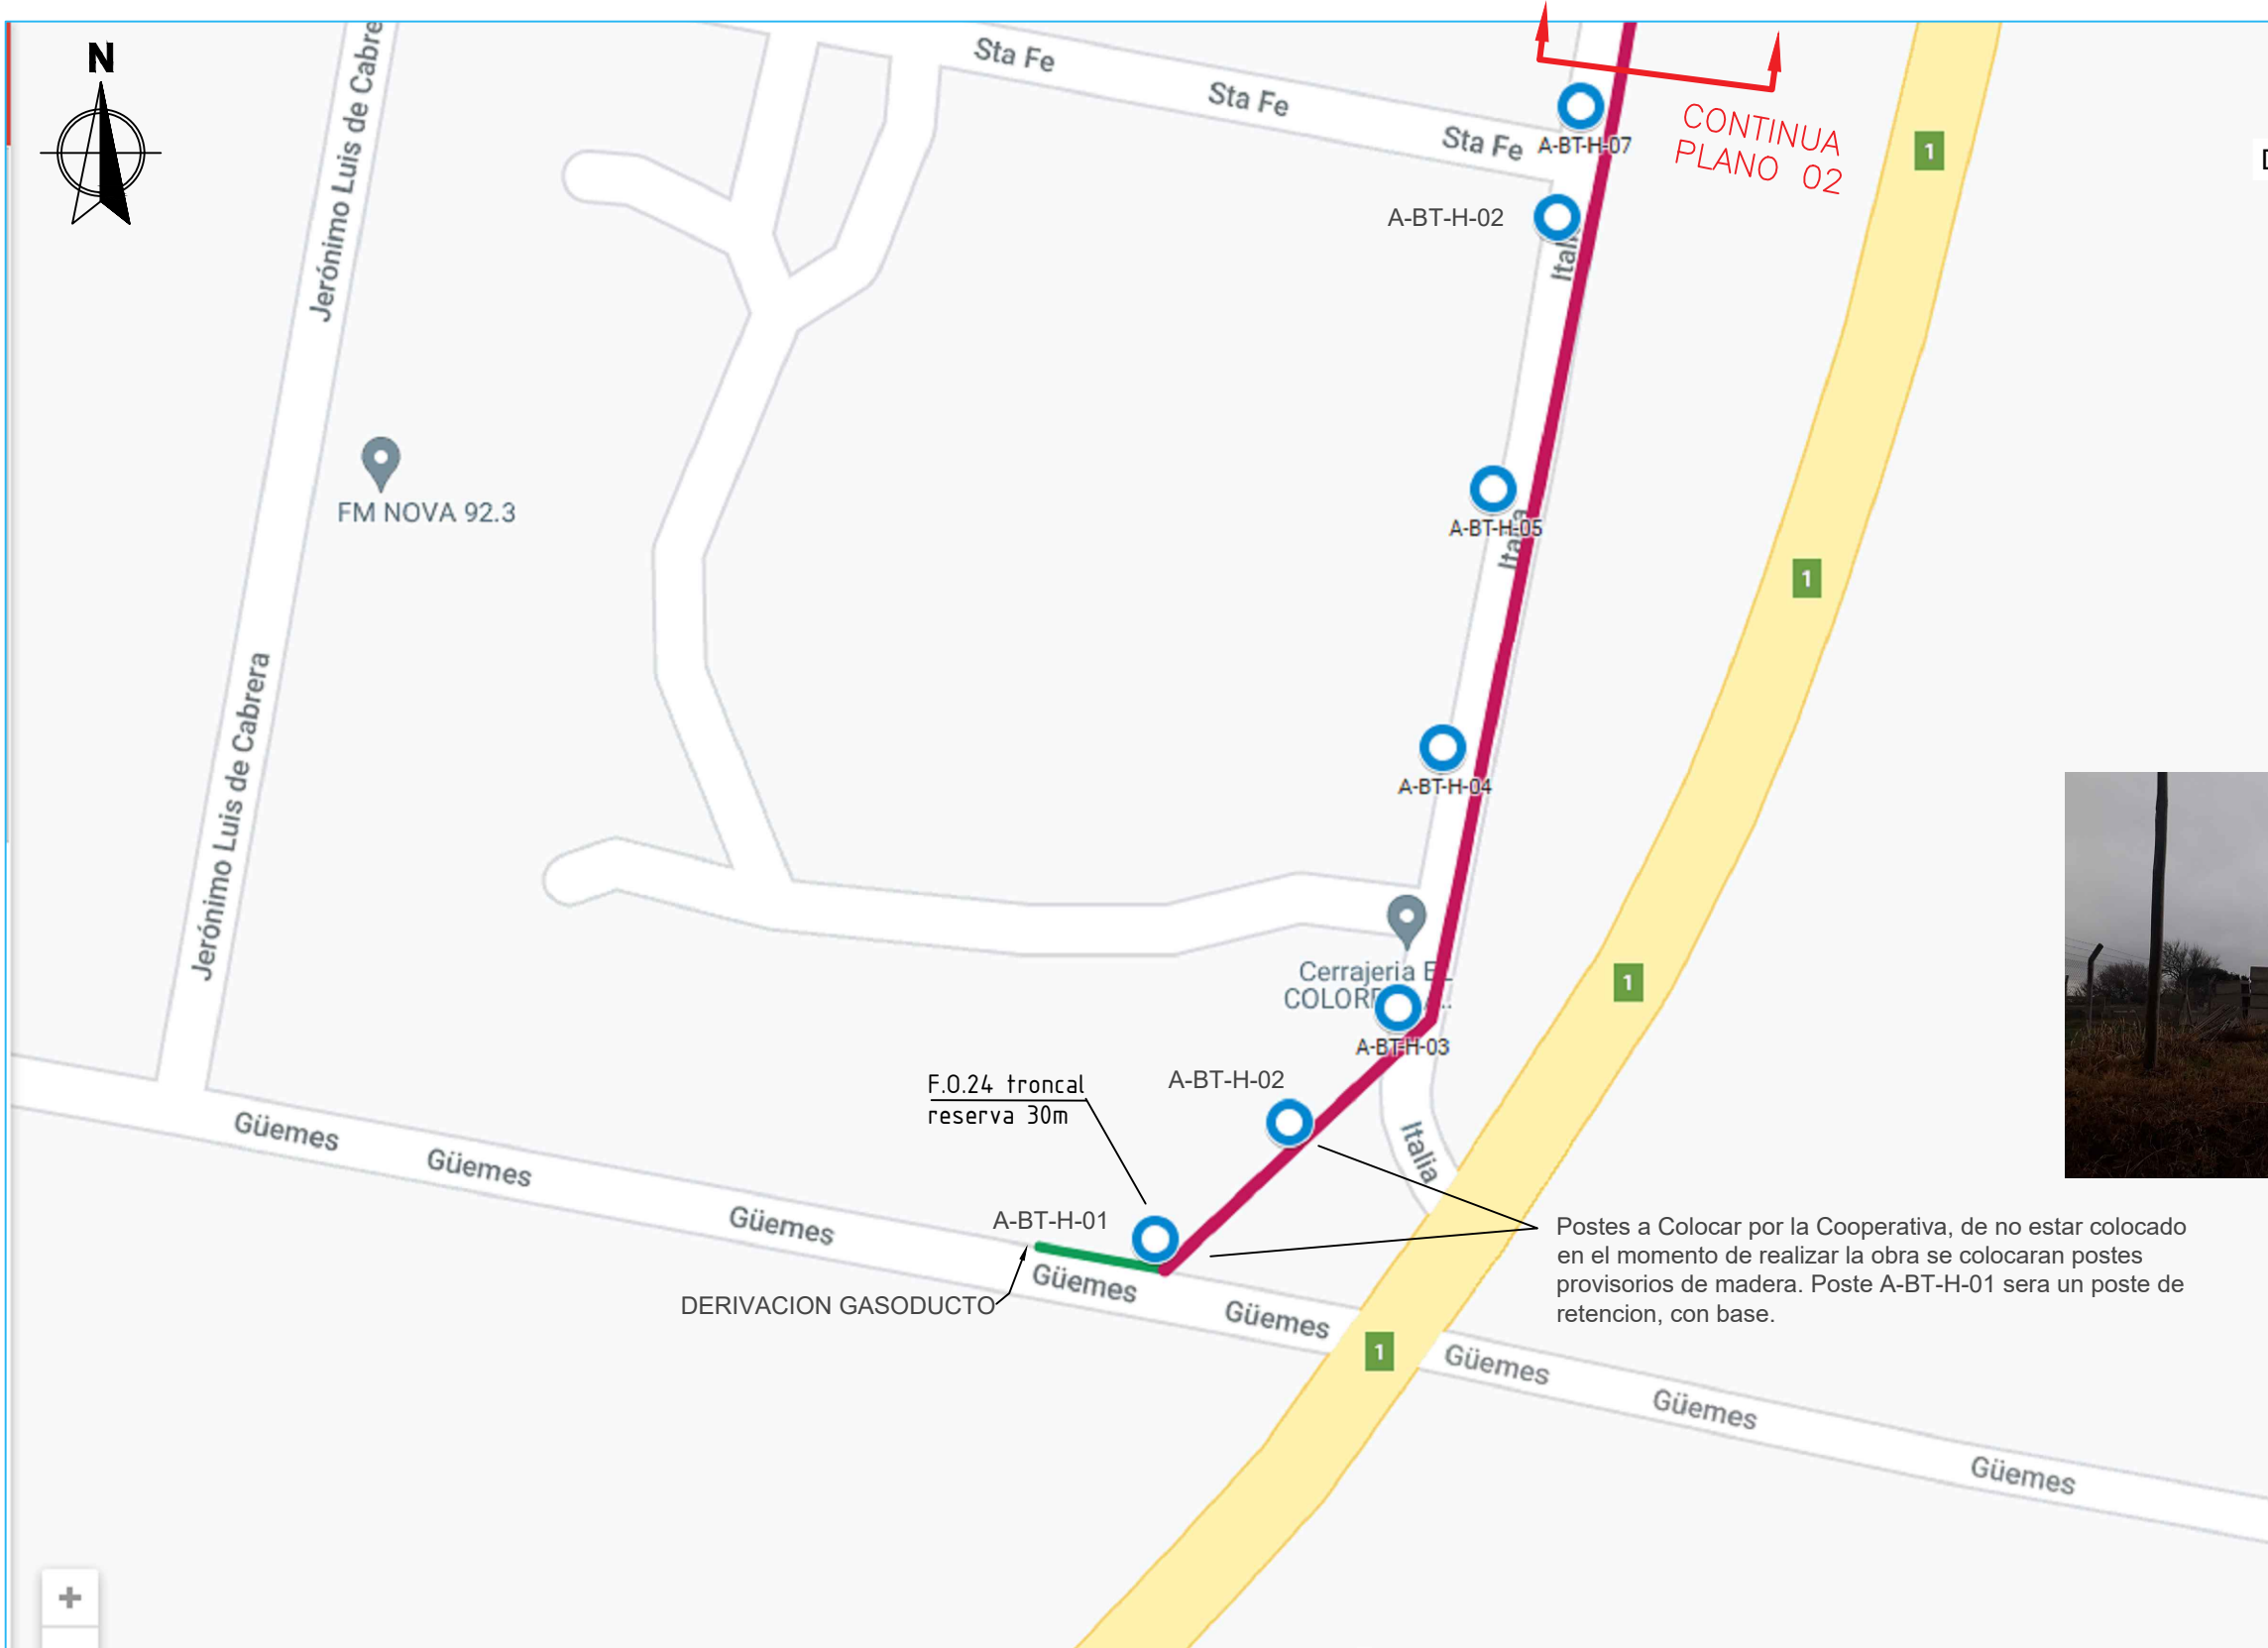 N
Jerónimo Luis de Cabre
Sta Fe
Sta Fe
Sta Fe
A-BT-H-07
CONTINUA
PLANO 02
1
A-BT-H-02
Itali
FM NOVA 92.3
A-BT-H-05
Italia
1
Jerónimo Luis de Cabrera
A-BT-H-04
Cerrajeria EL
1
A-BT-H-03
F.O.24 troncal
reserva 30m
A-BT-H-02
Italia
Güemes
Güemes
Güemes
A-BT-H-01
Güemes
DERIVACION GASODUCTO
Güemes
Postes a Colocar por la Cooperativa, de no estar colocado
en el momento de realizar la obra se colocaran postes
provisorios de madera. Poste A-BT-H-01 sera un poste de
retencion, con base.
1
Güemes
Güemes
Güemes
+